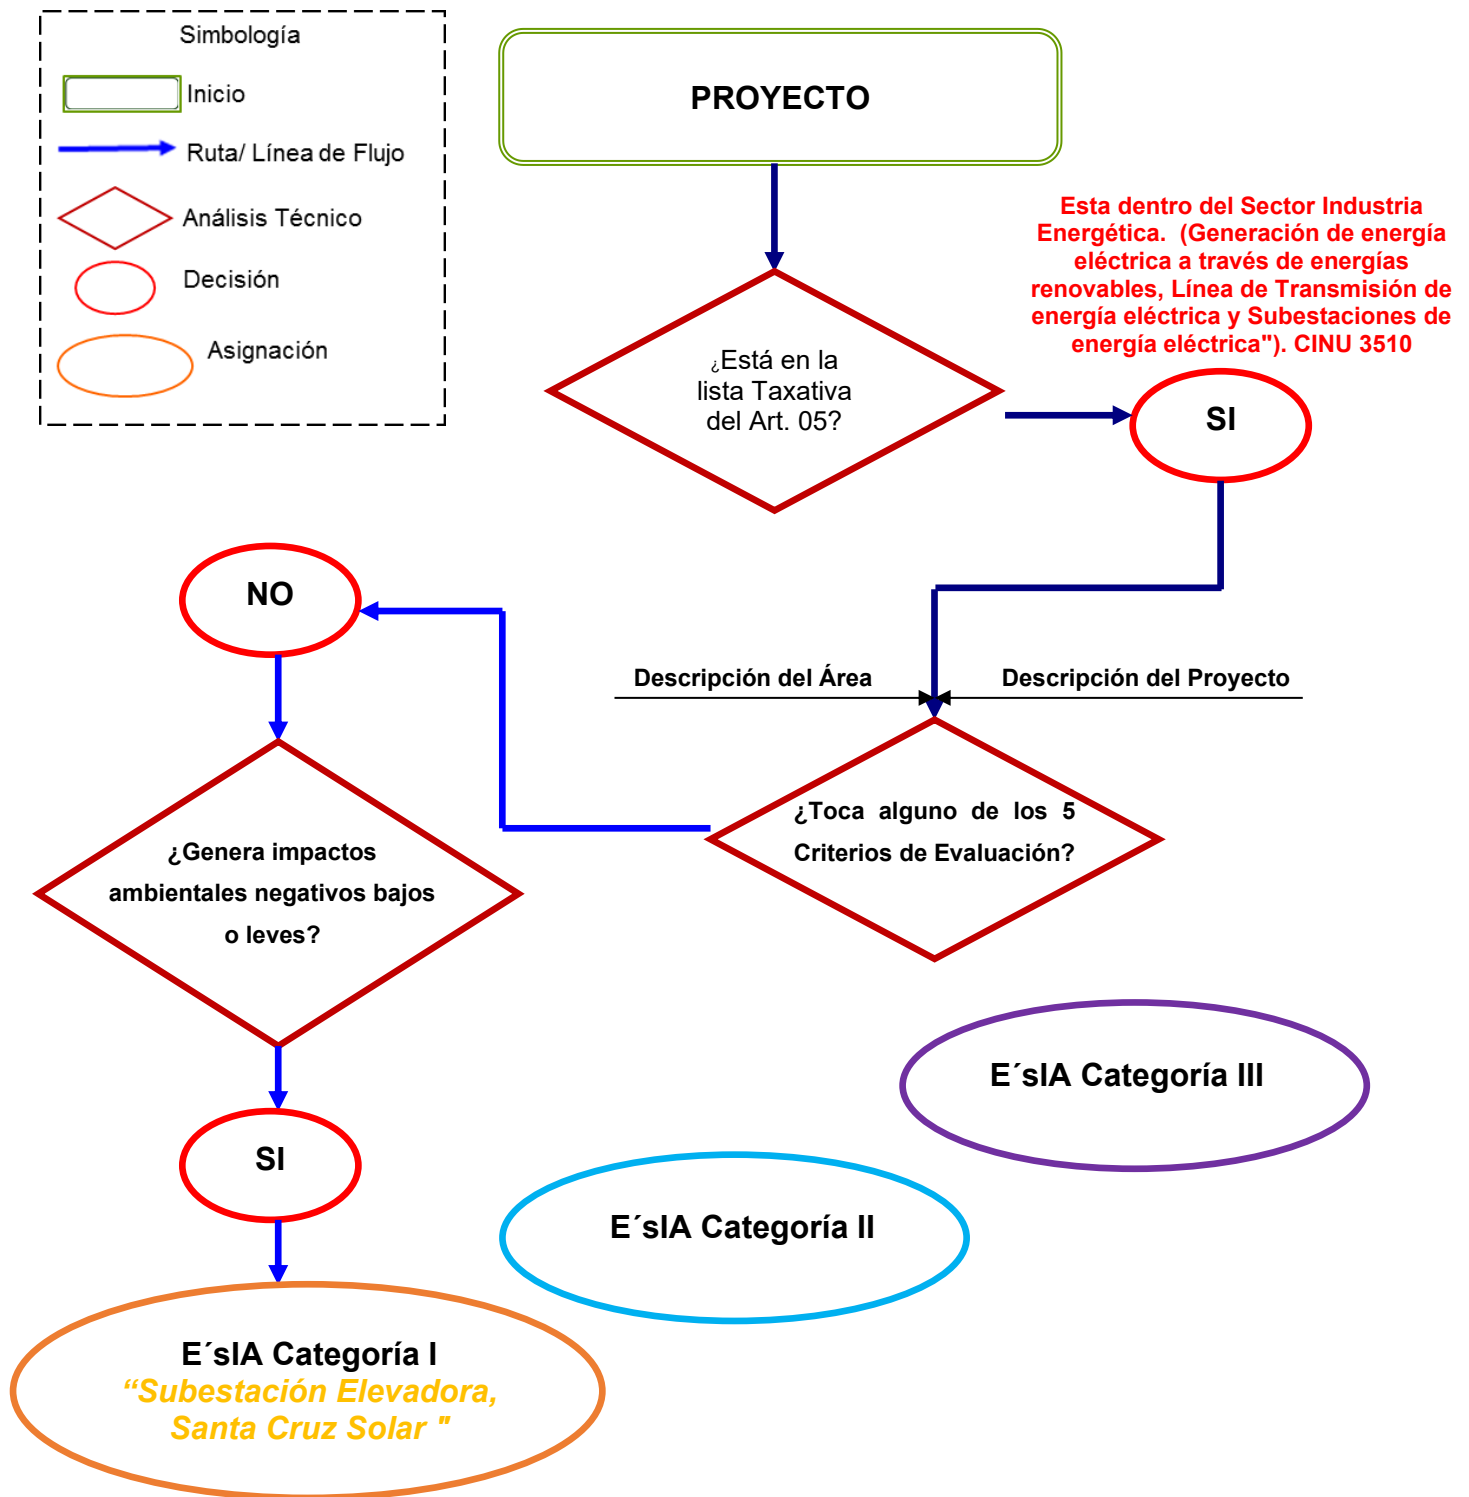 Simbología
Inicio
Ruta/ Línea de Flujo
Análisis Técnico
Decisión
Asignación
PROYECTO
Esta dentro del Sector Industria
Energética. (Generación de energía
eléctrica a través de energías
renovables, Línea de Transmisión de
energía eléctrica y Subestaciones de
energía eléctrica"). CINU 3510
¿Está en la
lista Taxativa
del Art. 05?
SI
NO
Descripción del Área
Descripción del Proyecto
¿Toca alguno de los 5
Criterios de Evaluación?
¿Genera impactos
ambientales negativos bajos
o leves?
E´sIA Categoría III
SI
E´sIA Categoría II
E´sIA Categoría I
“Subestación Elevadora,
Santa Cruz Solar "